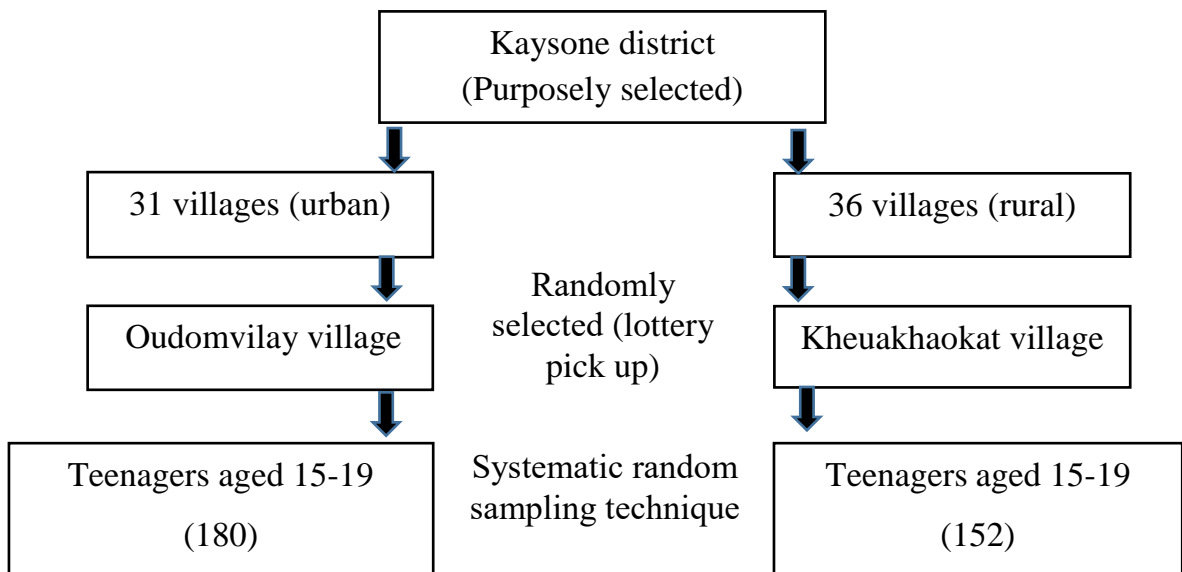 Kaysone district
(Purposely selected)
31 villages (urban)
36 villages (rural)
Randomly
selected (lottery
pick up)
Oudomvilay village
Kheuakhaokat village
Systematic random
sampling technique
Teenagers aged 15-19
(180)
Teenagers aged 15-19
(152)